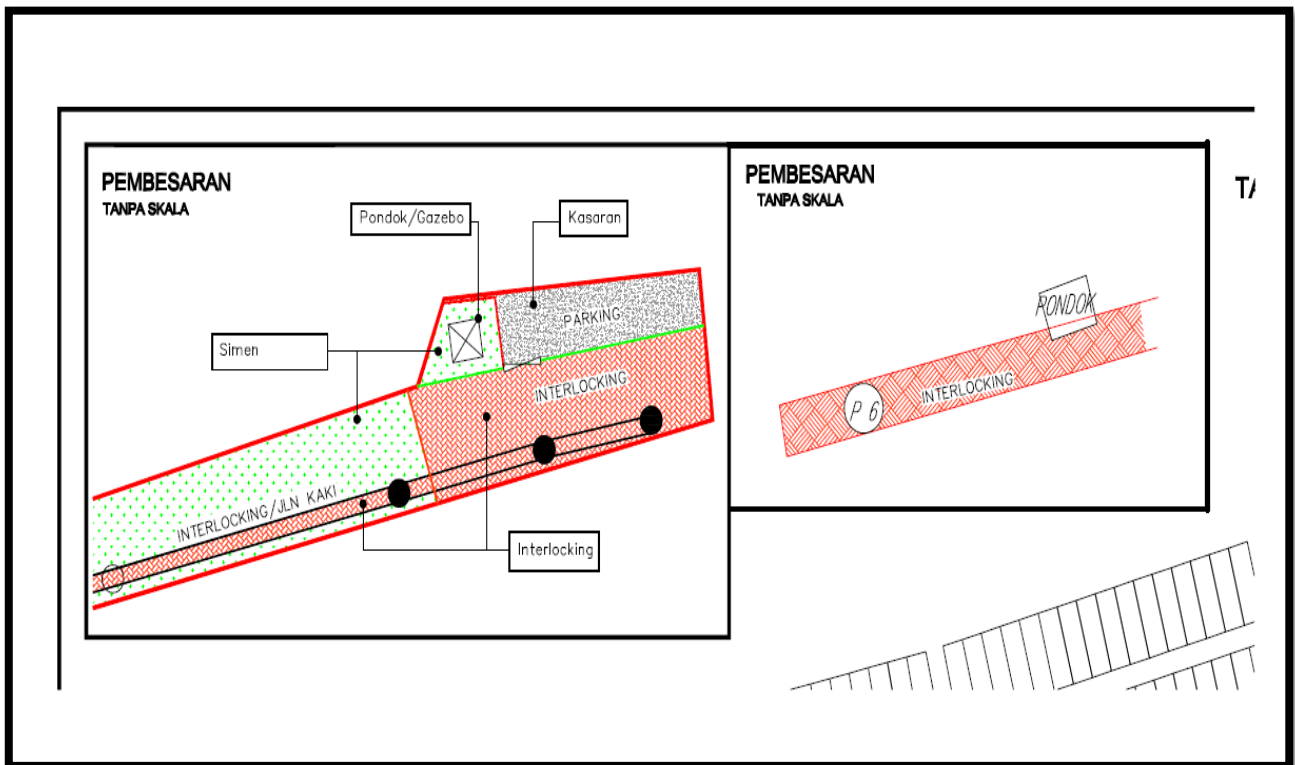 PEMBESARAN
TANPA SKALA
Pondok/Gazebo
Kasaran
Simen
PARKING
INTERLOCKING
INTERLOCKING/JLN KAKI
Interlocking
PEMBESARAN
TANPA SKALA
PONDOK
INTERLOCKING
P 6